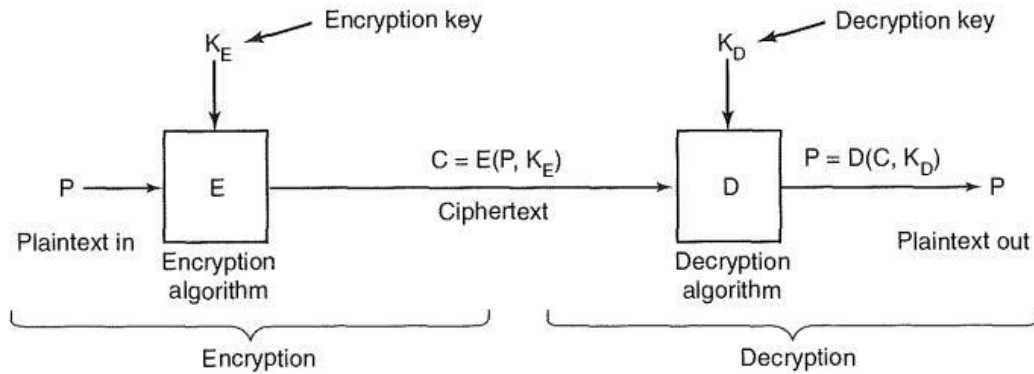 Encryption key
K_E
Decryption key
K_D
P
E
C = E(P, K_E)
Ciphertext
D
P = D(C, K_D)
P
Plaintext in
Encryption
algorithm
Decryption
algorithm
Plaintext out
Encryption
Decryption